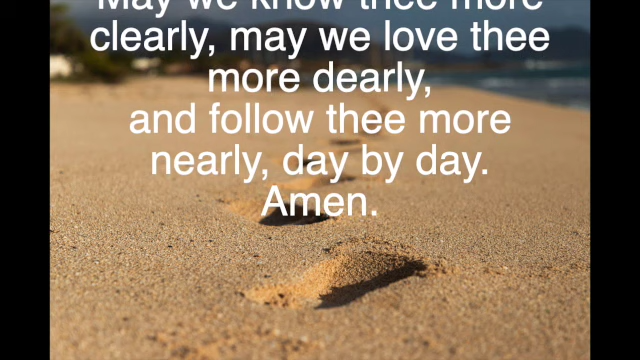 May we know thee more
clearly, may we love thee
more dearly,
and follow thee more
nearly, day by day.
Amen.